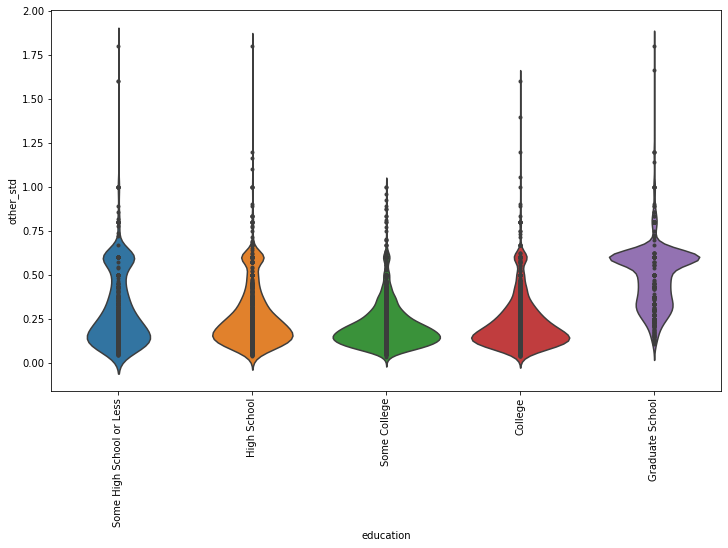 2.00
1.75
1.50
1.25
1.00
0.75
0.50
0.25
0.00
other_std
Some High School or Less
High School
Some College
College
Graduate School
education